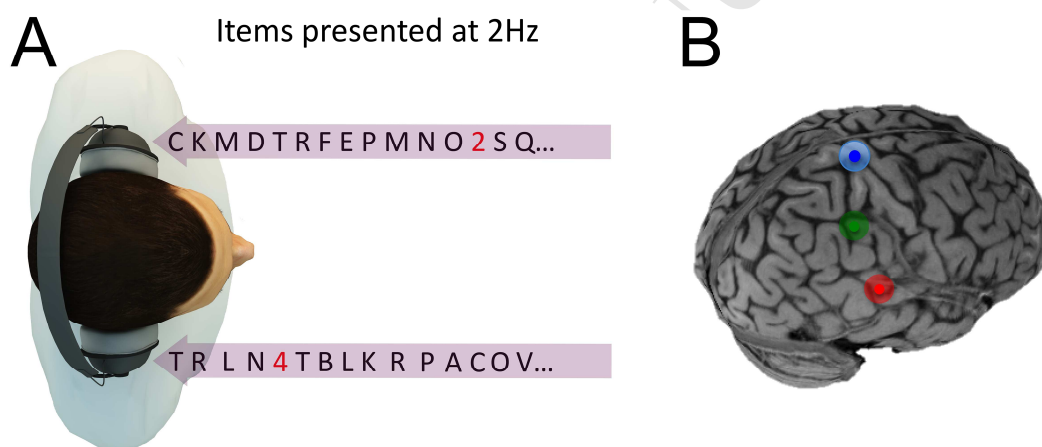 A
Items presented at 2Hz
B
C K M D T R F E P M N O 2 S Q...
T R L N 4 T B L K R P A C O V...